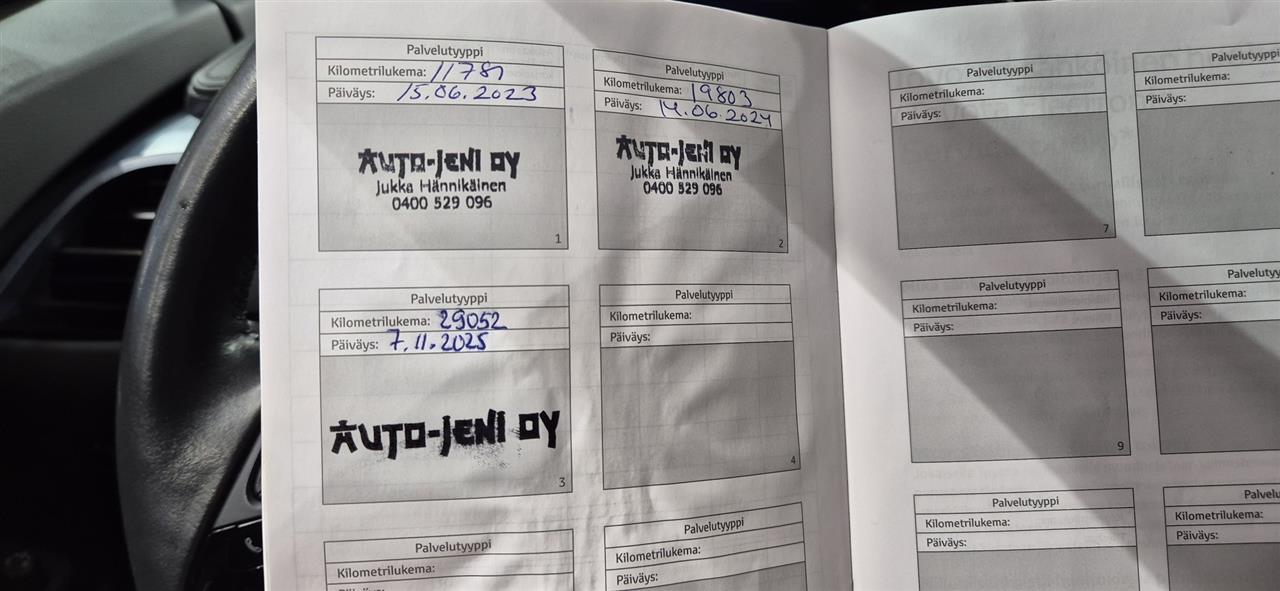 Palvelutyyppi
Kilometrilukema: 11781
Päiväys: 15.06.2023
AUTO-JENI OY
Jukka Hännikäinen
0400 529 096
1
Palvelutyyppi
Kilometrilukema: 19803
Päiväys: 14.06.2024
AUTO-JENI OY
Jukka Hännikäinen
0400 529 096
2
Palvelutyyppi
Kilometrilukema: 29052
Päiväys: 7.11.2025
AUTO-JENI OY
3
Palvelutyyppi
Kilometrilukema:
Päiväys:
4
Palvelutyyppi
Kilometrilukema:
Palvelutyyppi
Kilometrilukema:
Päiväys:
Palvelutyyppi
Kilometrilukema:
Päiväys:
7
Palvelutyy
Kilometrilukema:
Päiväys:
Palvelutyyppi
Kilometrilukema:
Päiväys:
9
Palvelutyy
Kilometrilukema:
Päiväys:
Palvelutyyppi
Kilometrilukema:
Päiväys:
Palvelu
Kilometrilukema:
Päiväys: